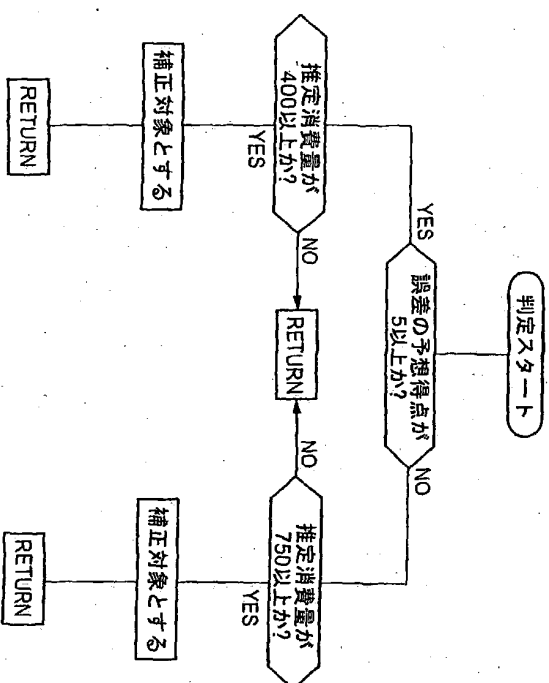 判定スタート
誤差の予想得点が
5以上か?
YES
NO
推定消費量が
400以上か?
NO
YES
RETURN
推定消費量が
750以上か?
NO
YES
補正対象とする
補正対象とする
RETURN
RETURN